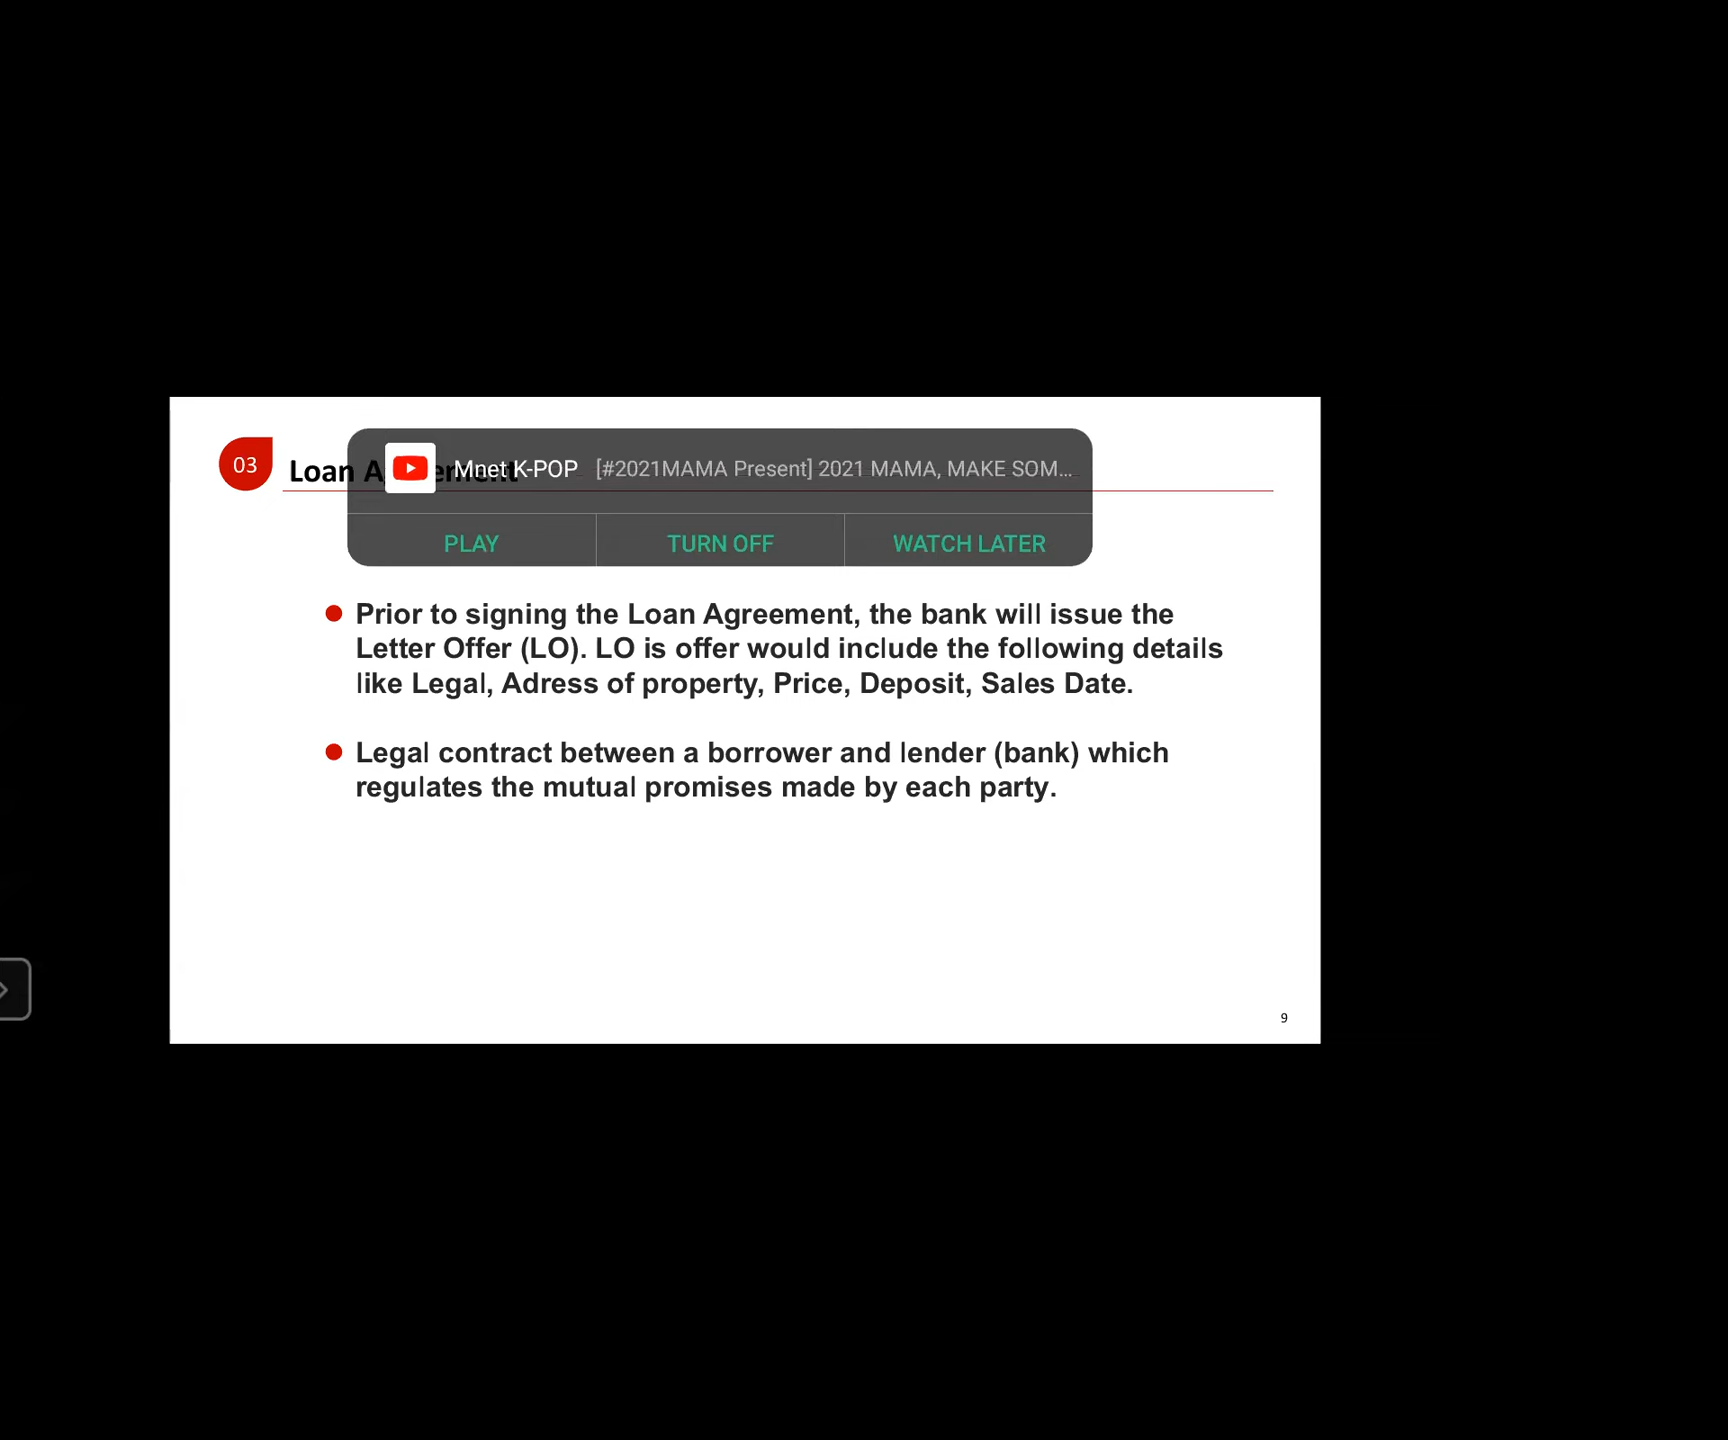 03
Loan Agreement
Mnet K-POP [#2021MAMA Present] 2021 MAMA, MAKE SOM...
PLAY TURN OFF WATCH LATER
Prior to signing the Loan Agreement, the bank will issue the
Letter Offer (LO). LO is offer would include the following details
like Legal, Adress of property, Price, Deposit, Sales Date.
Legal contract between a borrower and lender (bank) which
regulates the mutual promises made by each party.
9